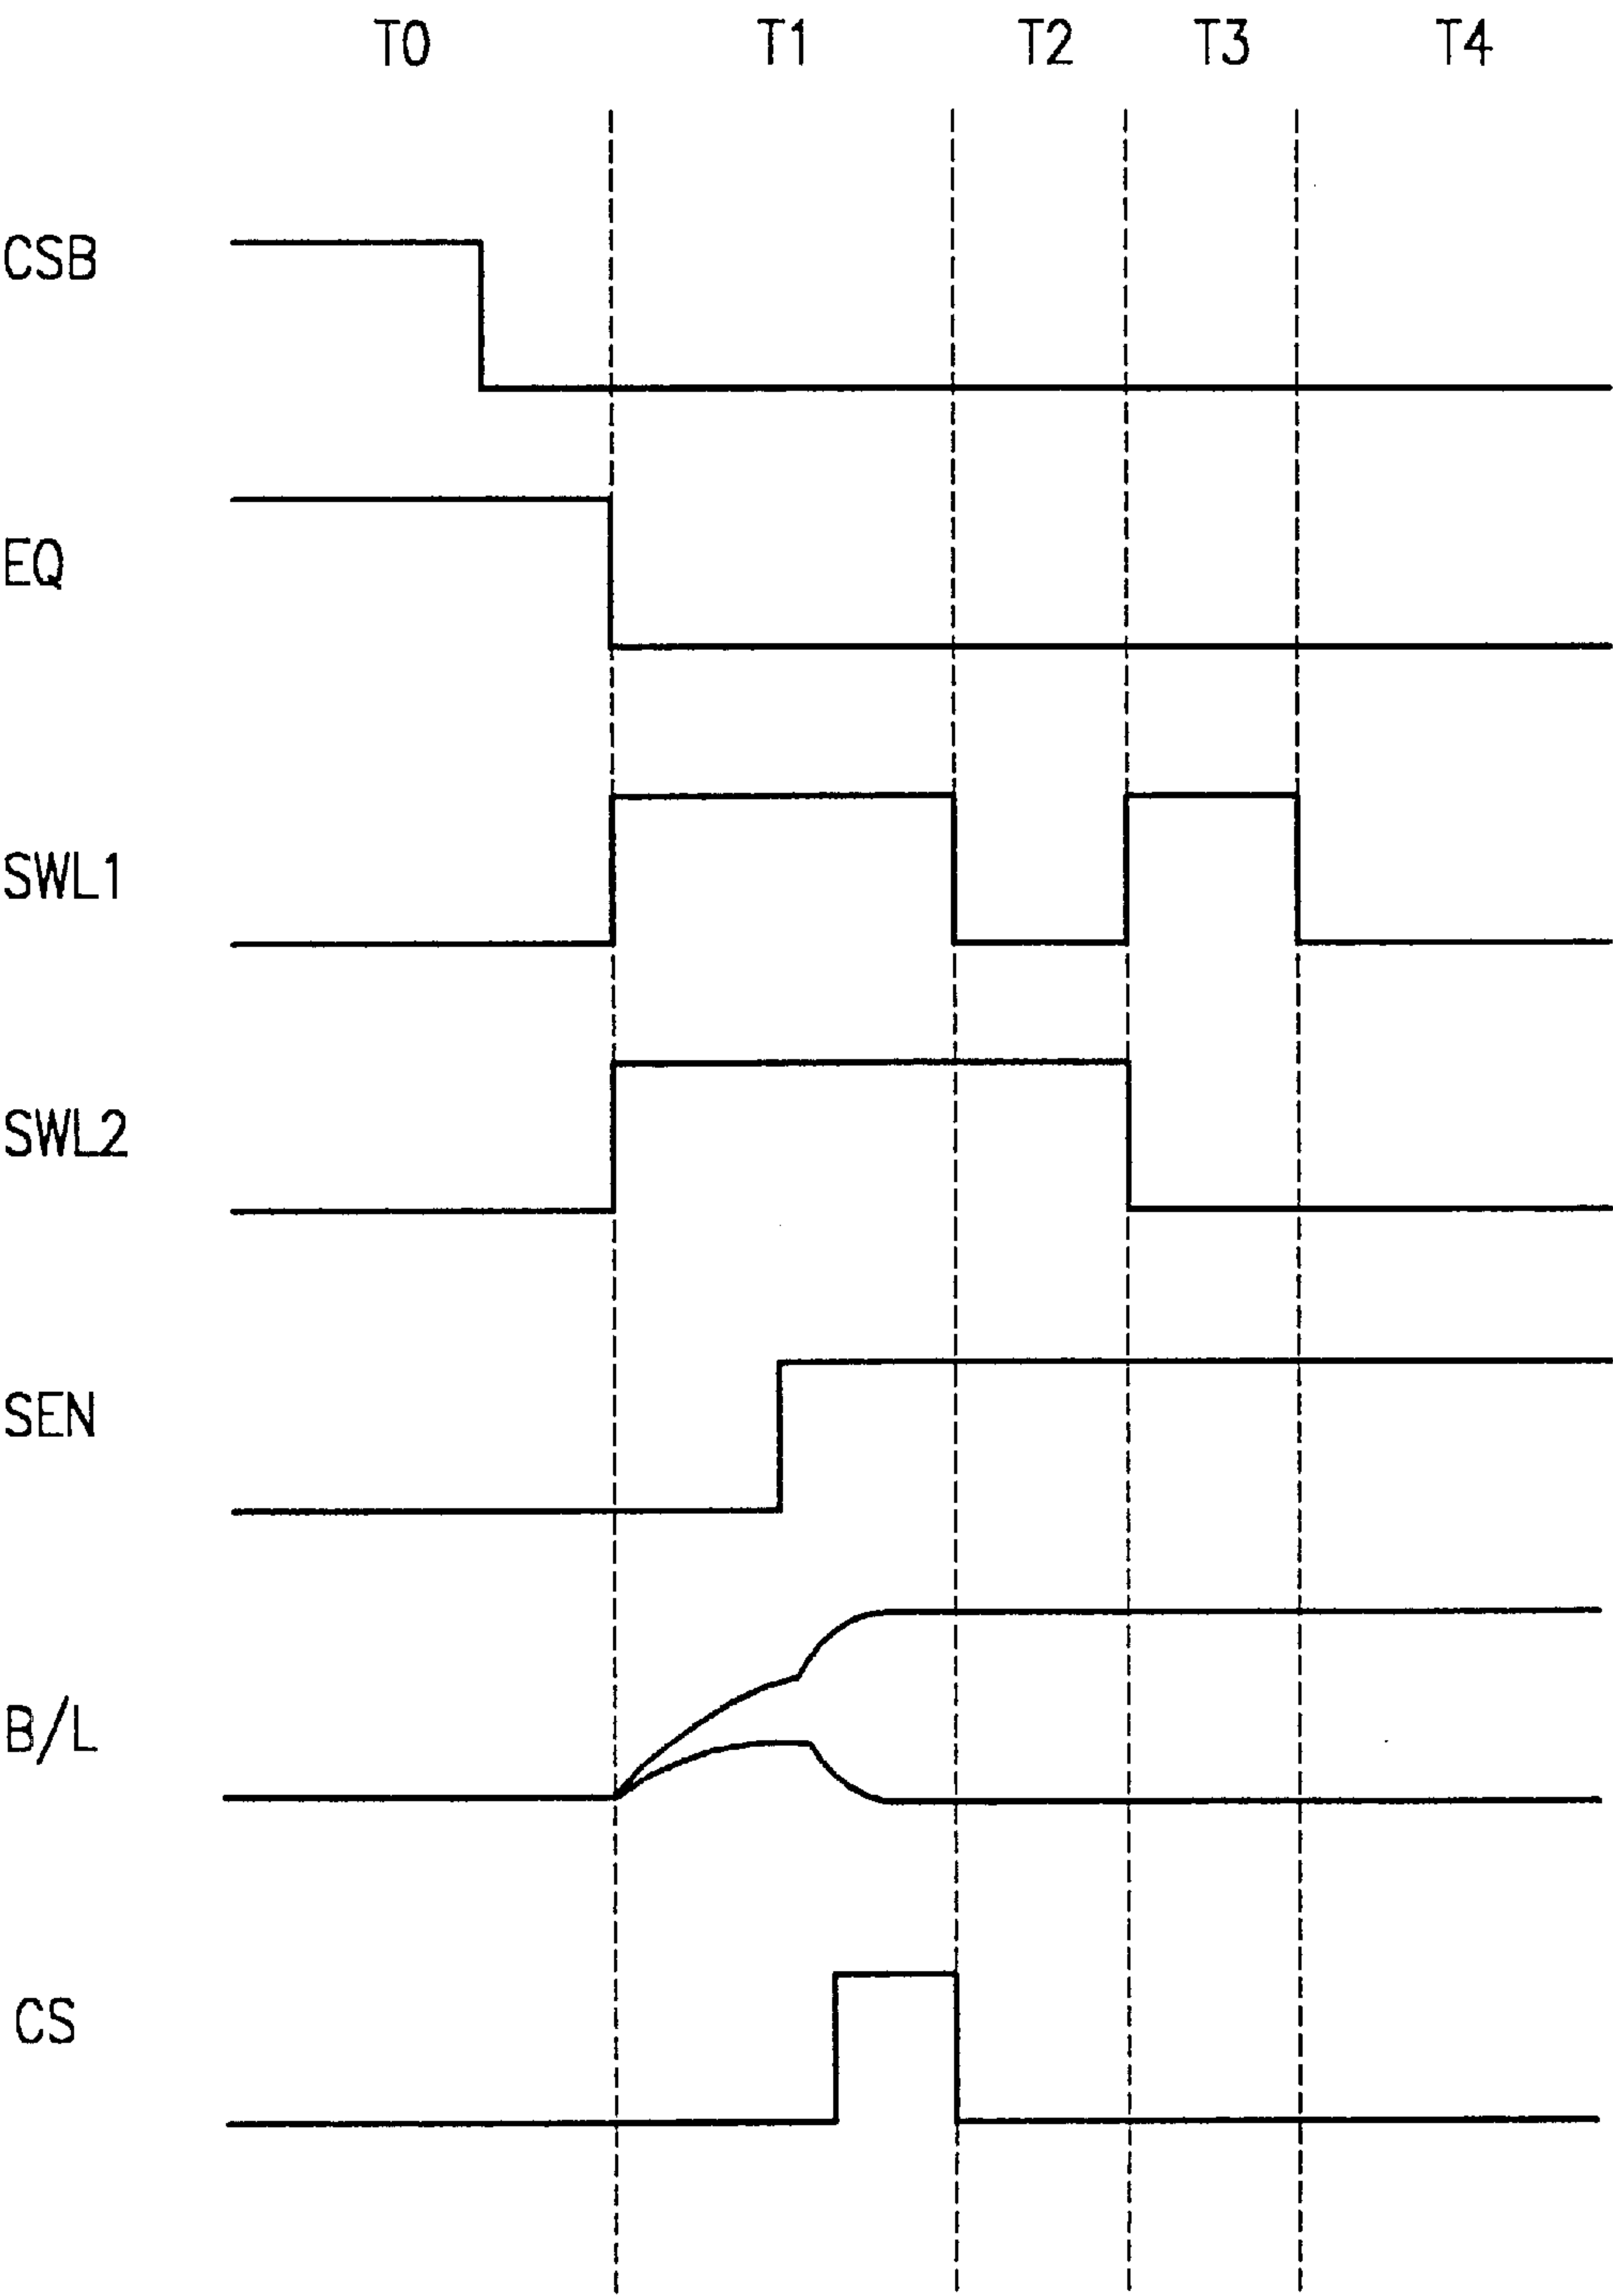 T0 T1 T2 T3 T4
CSB
EQ
SWL1
SWL2
SEN
B/L
CS